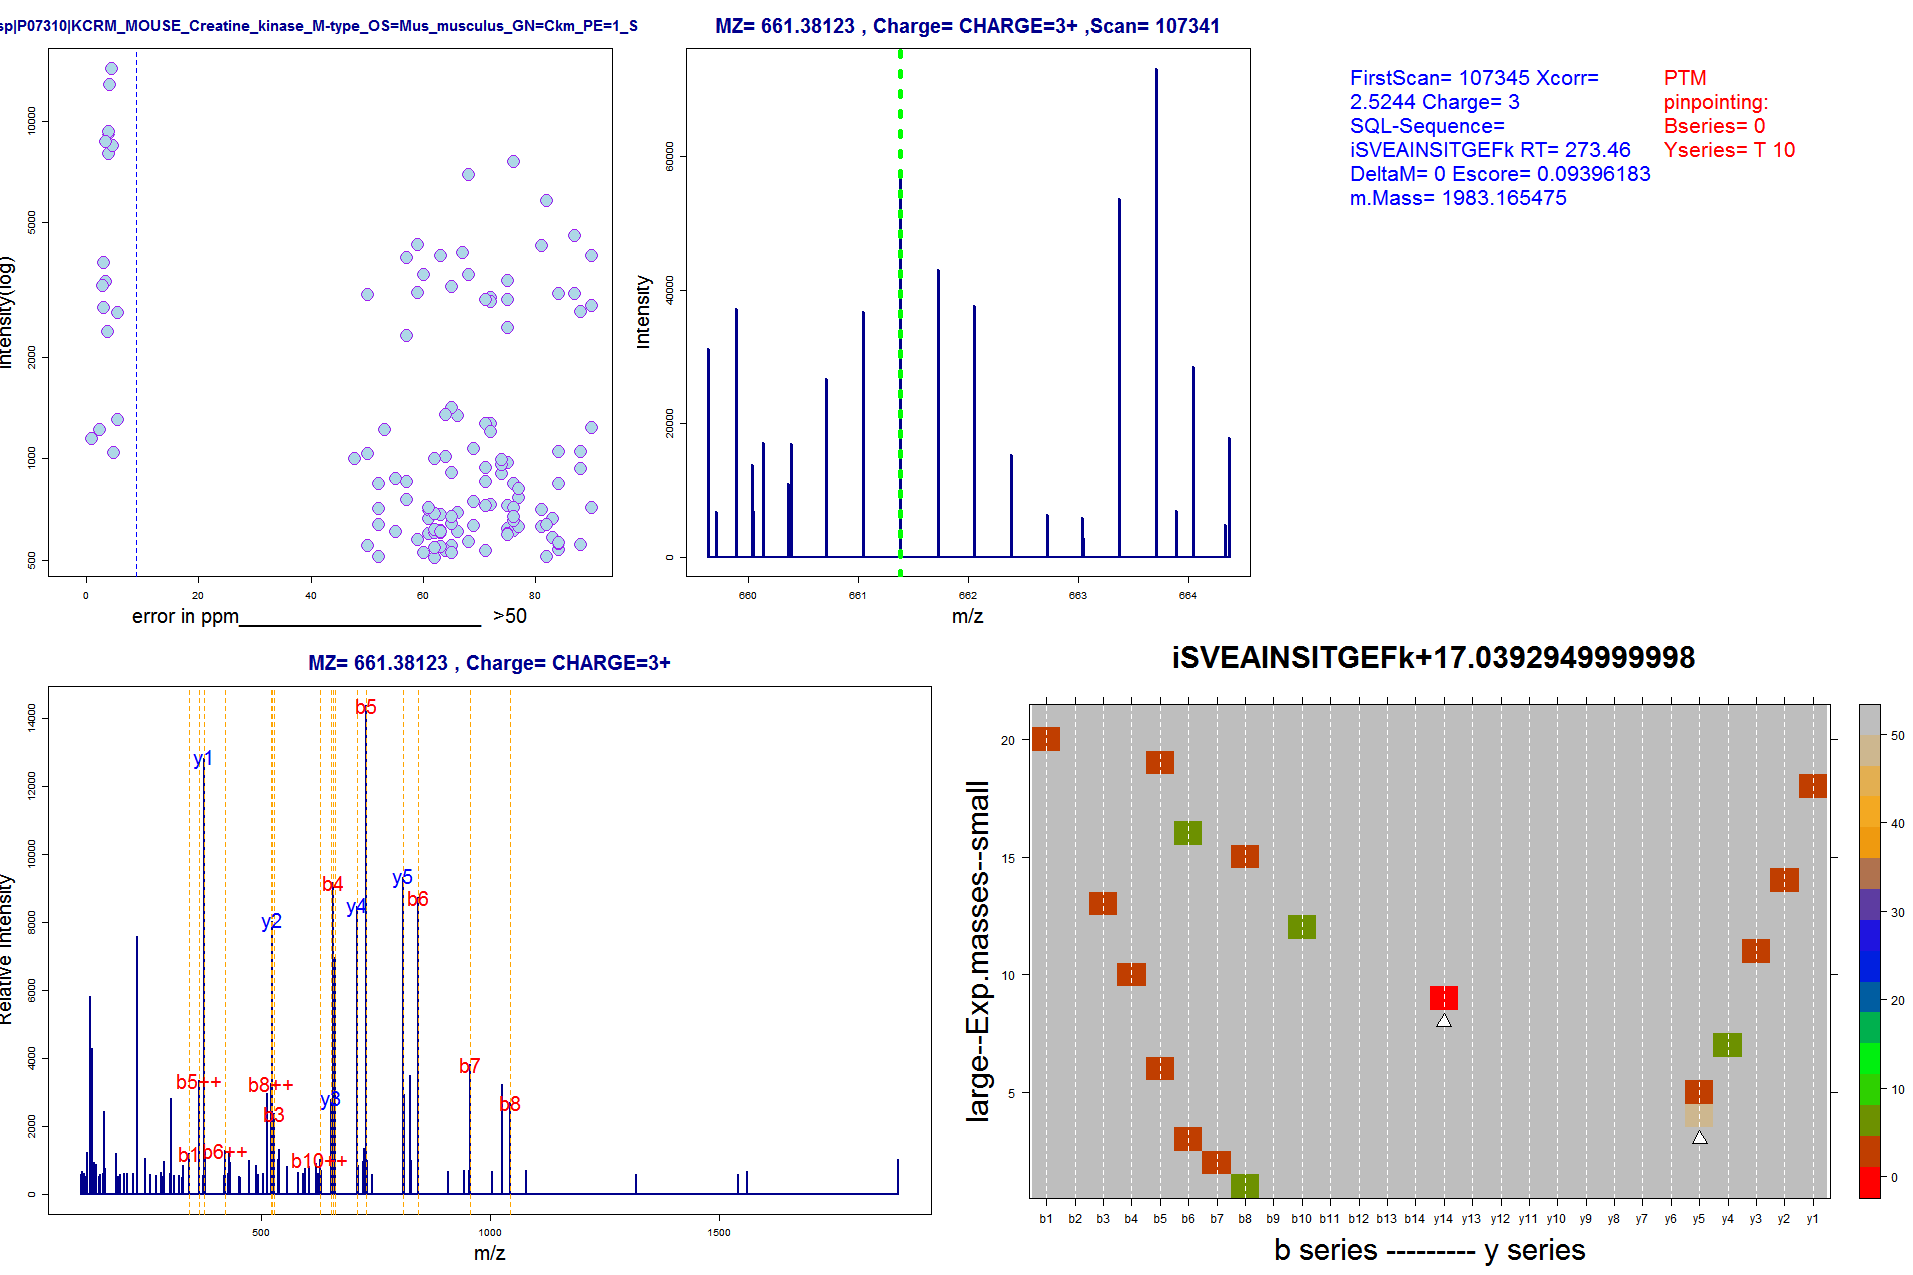 sp|P07310|KCRM_MOUSE_Creatine_kinase_M-type_OS=Mus_musculus_GN=Ckm_PE=1_S
MZ= 661.38123 , Charge= CHARGE=3+ ,Scan= 107341
FirstScan= 107345 Xcorr=
2.5244 Charge= 3
SQL-Sequence=
iSVEAINSITGEFk RT= 273.46
DeltaM= 0 Escore= 0.09396183
m.Mass= 1983.165475
PTM
pinpointing:
Bseries= 0
Yseries= T 10
Intensity(log)
10000
5000
2000
1000
500
0 20 40 60 80
error in ppm______________________ >50
Intensity
60000
40000
20000
0
660 661 662 663 664
m/z
MZ= 661.38123 , Charge= CHARGE=3+
Relative Intensity
14000
12000
10000
8000
6000
4000
2000
0
b5
y1
b4
y5
b6
y4
y2
b7
b5++
b8++
y3
b8
b3
b1
b6++
b10++
500 1000 1500
m/z
iSVEAINSITGEFk+17.0392949999998
large--Exp.masses--small
20
15
10
5
b1 b2 b3 b4 b5 b6 b7 b8 b9 b10 b11 b12 b13 b14 y14 y13 y12 y11 y10 y9 y8 y7 y6 y5 y4 y3 y2 y1
b series --------- y series
50
40
30
20
10
0